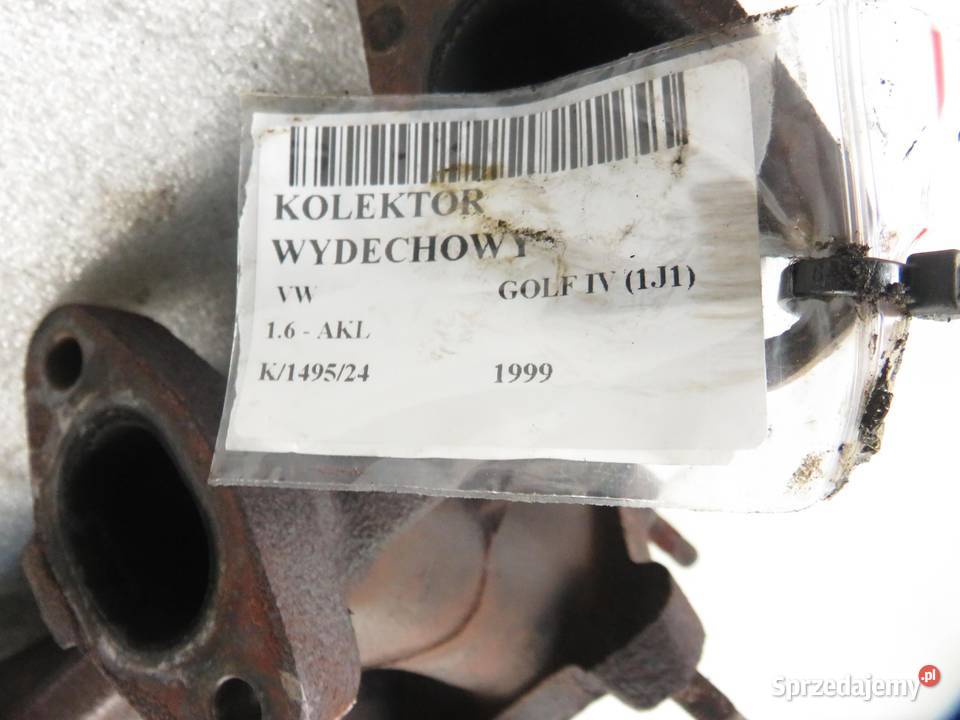 KOLEKTOR
WYDECHOWY
VW GOLF IV (1J1)
1.6 - AKL
K/1495/24 1999
Sprzedajemy.pl